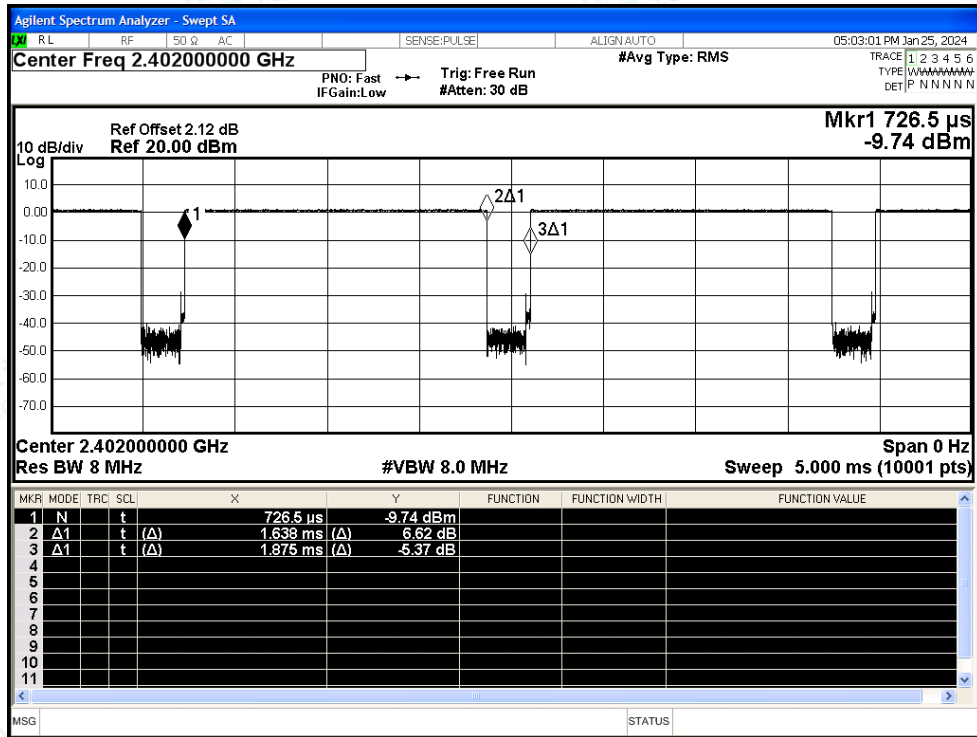 Agilent Spectrum Analyzer - Swept SA
LXI RL RF 50 Ω AC SENSE:PULSE ALIGN AUTO 05:03:01 PM Jan 25, 2024
Center Freq 2.402000000 GHz #Avg Type: RMS TRACE 1 2 3 4 5 6
PNO: Fast Trig: Free Run TYPE WWWWWW
IFGain:Low #Atten: 30 dB DET P N N N N N
Mkr1 726.5 µs
Ref Offset 2.12 dB
10 dB/div Ref 20.00 dBm -9.74 dBm
Log
10.0
0.00
-10.0
-20.0
-30.0
-40.0
-50.0
-60.0
-70.0
1
2Δ1
3Δ1
Center 2.402000000 GHz Span 0 Hz
Res BW 8 MHz #VBW 8.0 MHz Sweep 5.000 ms (10001 pts)
MKR MODE TRC SCL X Y FUNCTION FUNCTION WIDTH FUNCTION VALUE
1 N t 726.5 µs -9.74 dBm
2 Δ1 t (Δ) 1.638 ms (Δ) 6.62 dB
3 Δ1 t (Δ) 1.875 ms (Δ) -5.37 dB
4
5
6
7
8
9
10
11
MSG STATUS